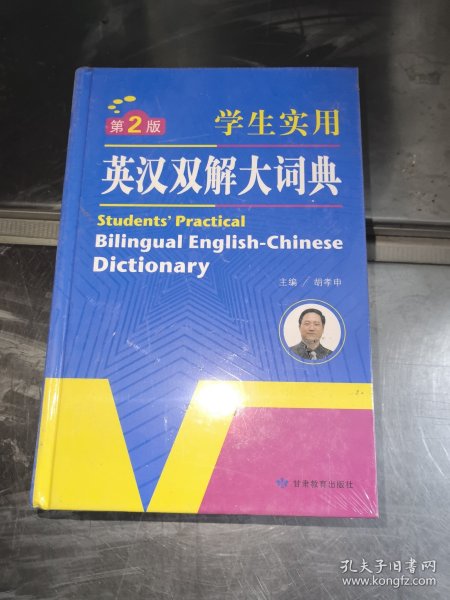 第2版
学生实用
英汉双解大词典
Students' Practical
Bilingual English-Chinese
Dictionary
主编／胡孝申
甘肃教育出版社
孔夫子旧书网
www.kongfz.com